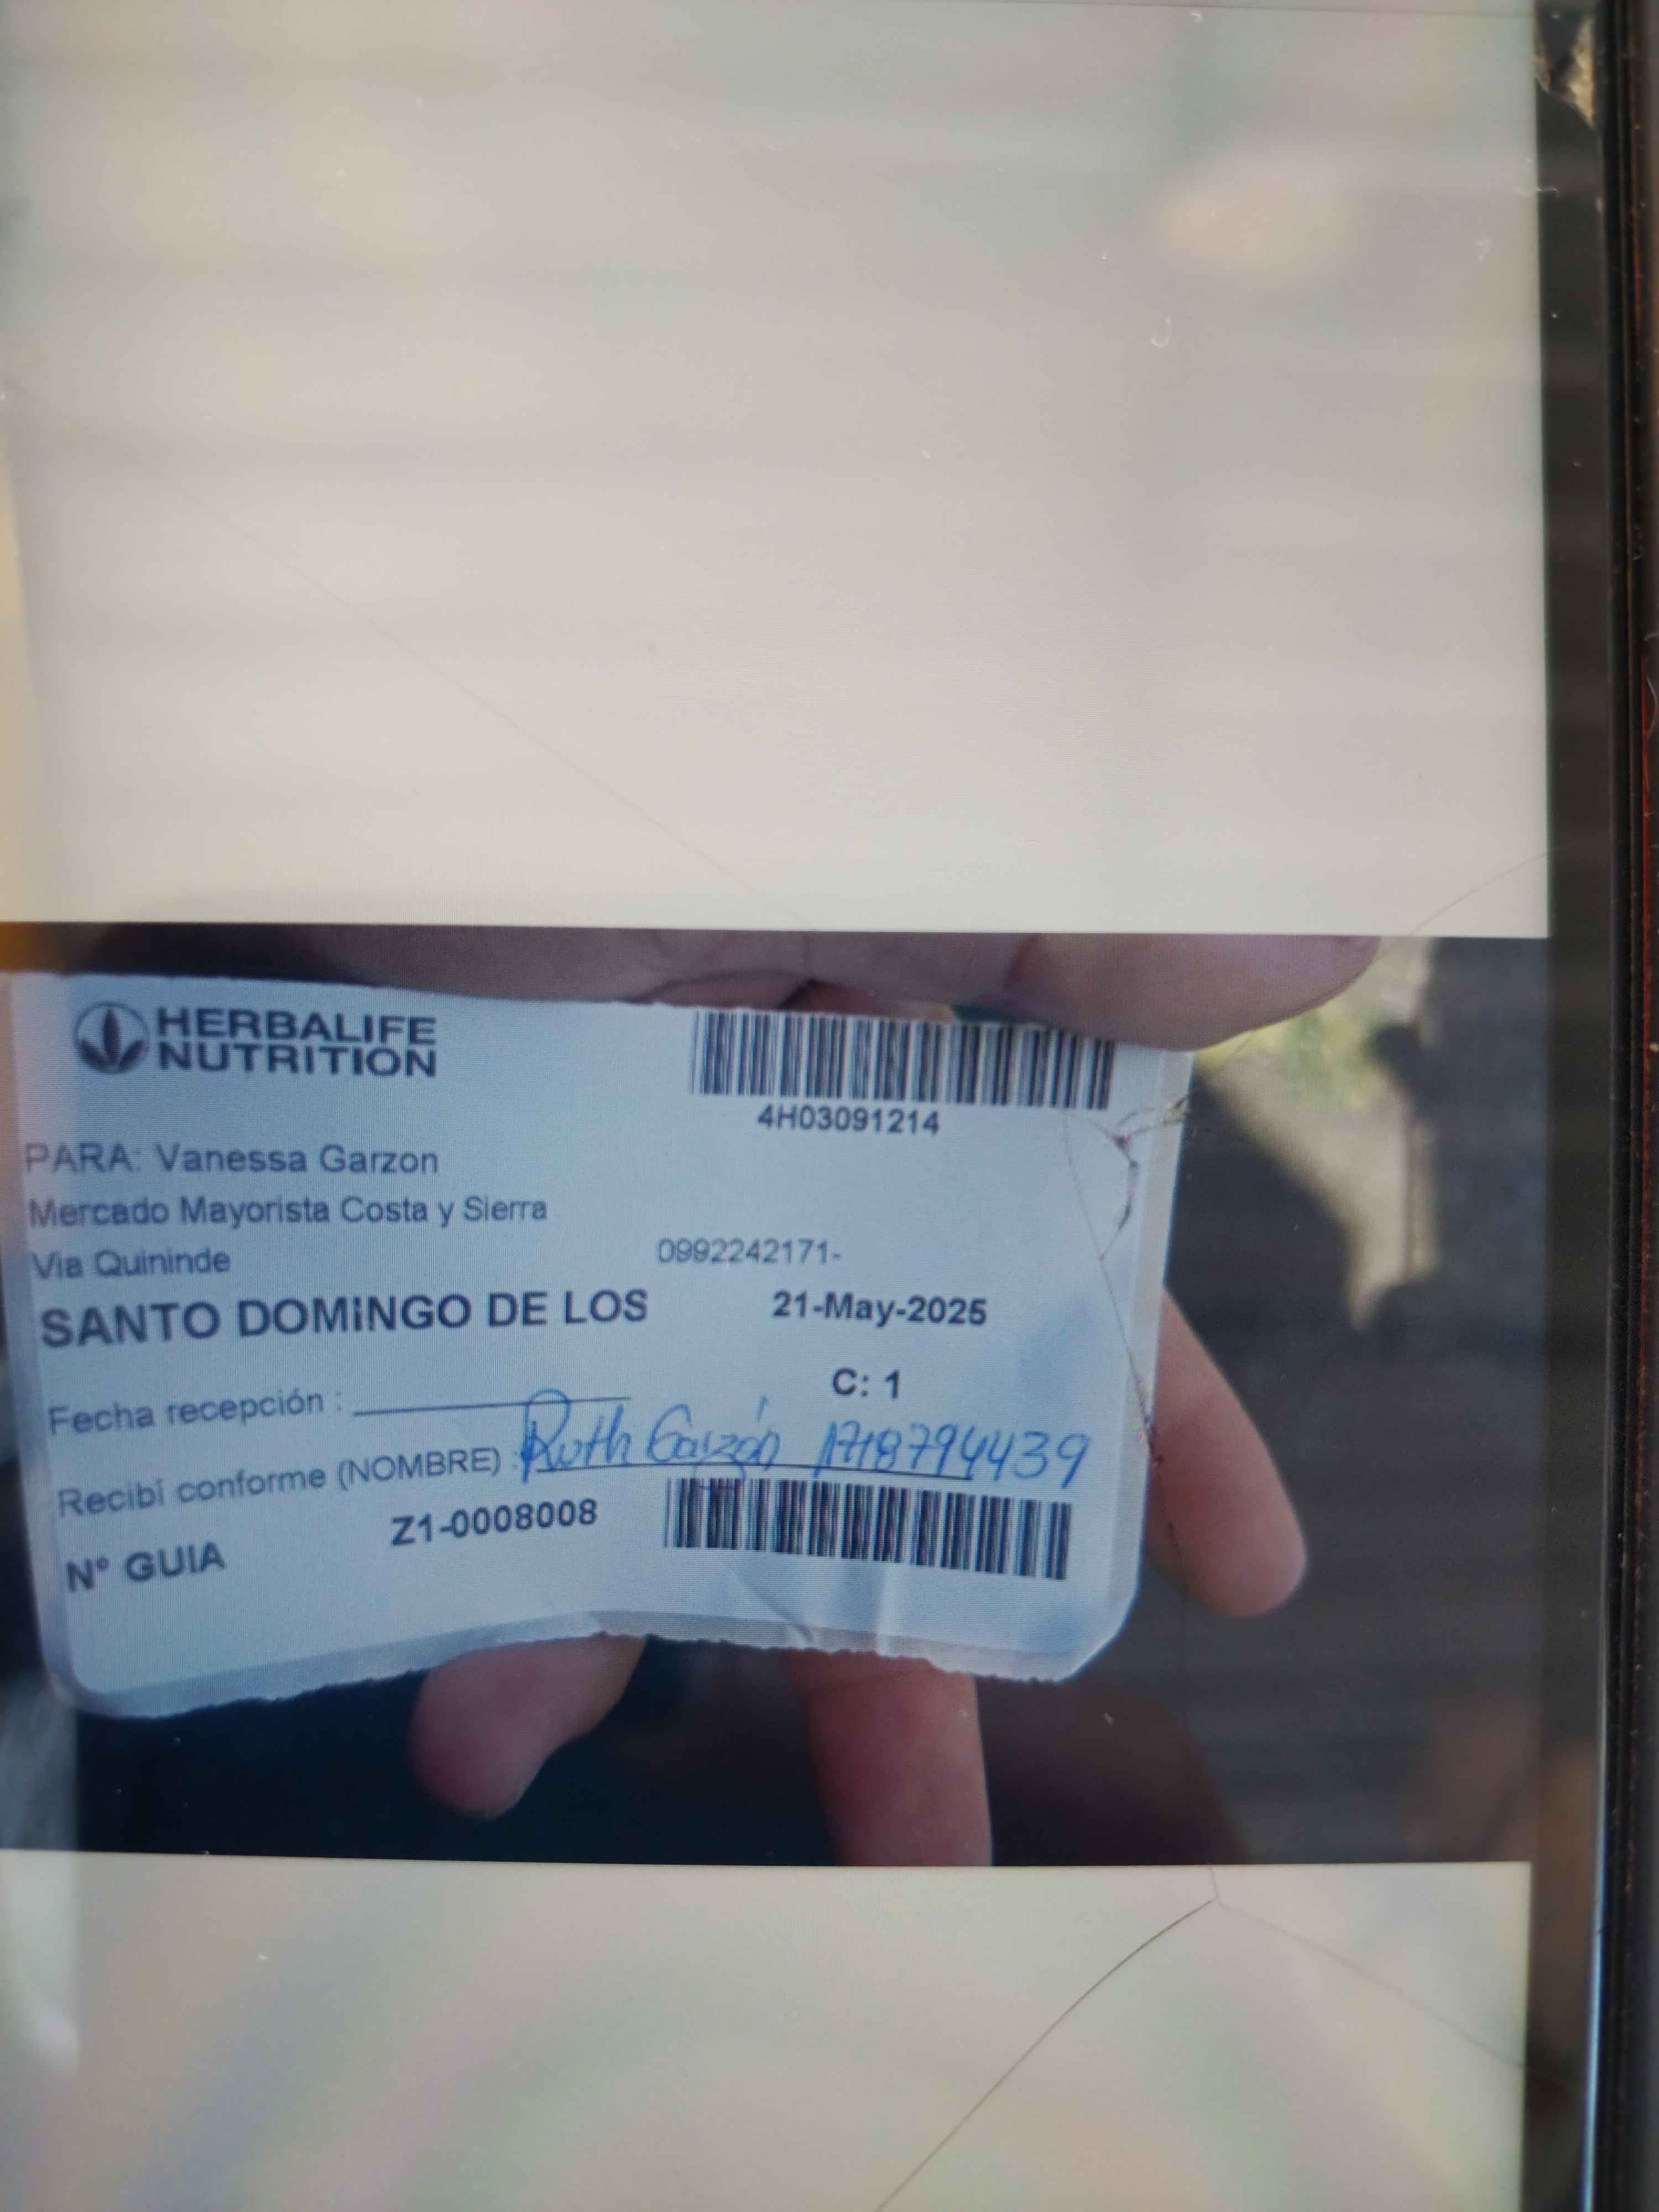 HERBALIFE
NUTRITION
4H03091214
PARA: Vanessa Garzon
Mercado Mayorista Costa y Sierra
Via Quininde 0992242171-
SANTO DOMiNGO DE LOS 21-May-2025
C: 1
Fecha recepción :
Recibí conforme (NOMBRE) : Ruth Garzón 1718794439
Nº GUIA Z1-0008008